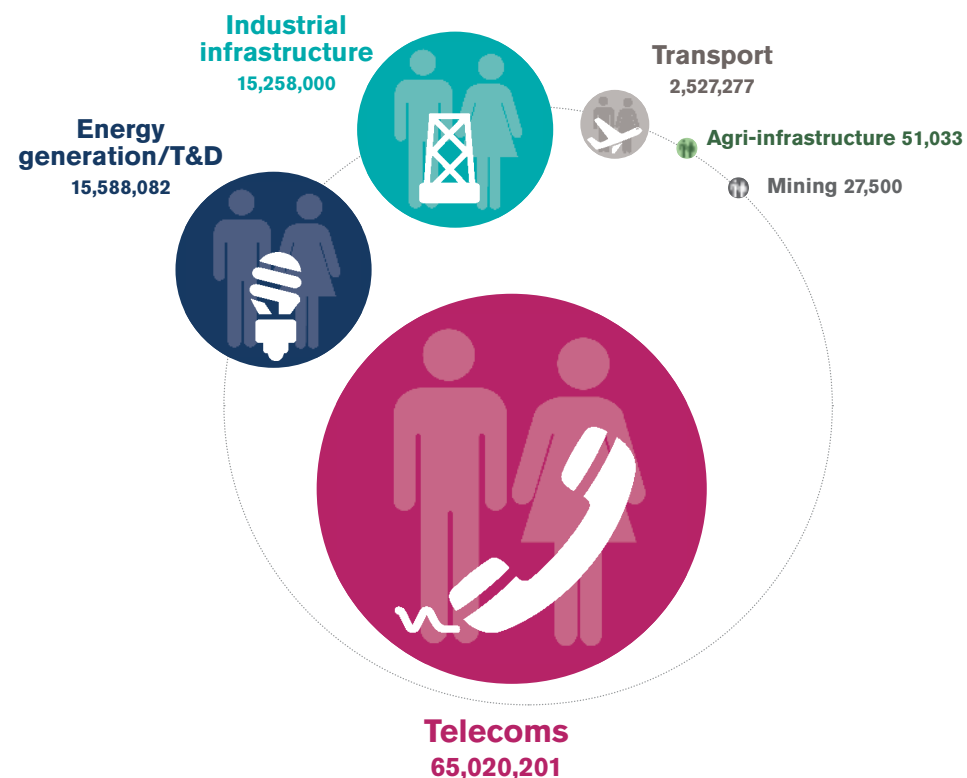 Industrial
infrastructure
15,258,000
Transport
2,527,277
Agri-infrastructure 51,033
Mining 27,500
Energy
generation/T&D
15,588,082
Telecoms
65,020,201